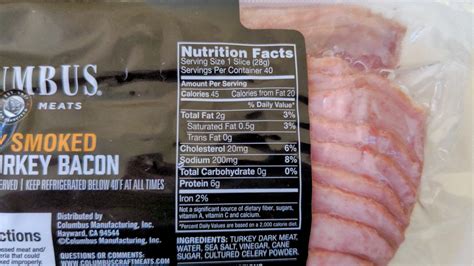 UMBUS®
MEATS
SMOKED
RKEY BACON
ERVED | KEEP REFRIGERATED BELOW 40°F AT ALL TIMES
Distributed by
Columbus Manufacturing, Inc.
Hayward, CA 94544
©Columbus Manufacturing, Inc.
ctions
posed meat and/
QUESTIONS OR COMMENTS:
WWW.COLUMBUSCRAFTMEATS.COM
Nutrition Facts
Serving Size 1 Slice (28g)
Servings Per Container 40
Amount Per Serving
Calories 45 Calories from Fat 20
% Daily Value*
Total Fat 2g 3%
Saturated Fat 0.5g 3%
Trans Fat 0g
Cholesterol 20mg 6%
Sodium 200mg 8%
Total Carbohydrate 0g 0%
Protein 6g
Iron 2%
Not a significant source of dietary fiber, sugars,
vitamin A, vitamin C and calcium.
*Percent Daily Values are based on a 2,000 calorie diet.
INGREDIENTS: TURKEY DARK MEAT,
WATER, SEA SALT, VINEGAR, CANE
SUGAR, CULTURED CELERY POWDER.